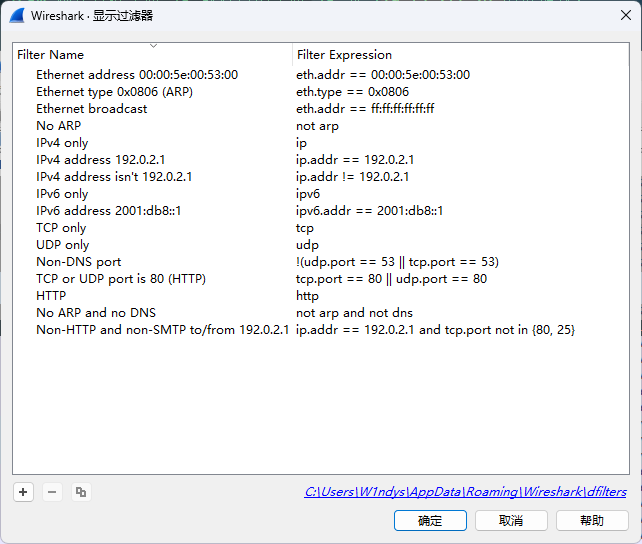 Wireshark · 显示过滤器
Filter Name Filter Expression
Ethernet address 00:00:5e:00:53:00 eth.addr == 00:00:5e:00:53:00
Ethernet type 0x0806 (ARP) eth.type == 0x0806
Ethernet broadcast eth.addr == ff:ff:ff:ff:ff:ff
No ARP not arp
IPv4 only ip
IPv4 address 192.0.2.1 ip.addr == 192.0.2.1
IPv4 address isn't 192.0.2.1 ip.addr != 192.0.2.1
IPv6 only ipv6
IPv6 address 2001:db8::1 ipv6.addr == 2001:db8::1
TCP only tcp
UDP only udp
Non-DNS port !(udp.port == 53 || tcp.port == 53)
TCP or UDP port is 80 (HTTP) tcp.port == 80 || udp.port == 80
HTTP http
No ARP and no DNS not arp and not dns
Non-HTTP and non-SMTP to/from 192.0.2.1 ip.addr == 192.0.2.1 and tcp.port not in {80, 25}
C:\Users\W1ndys\AppData\Roaming\Wireshark\dfilters
确定 取消 帮助